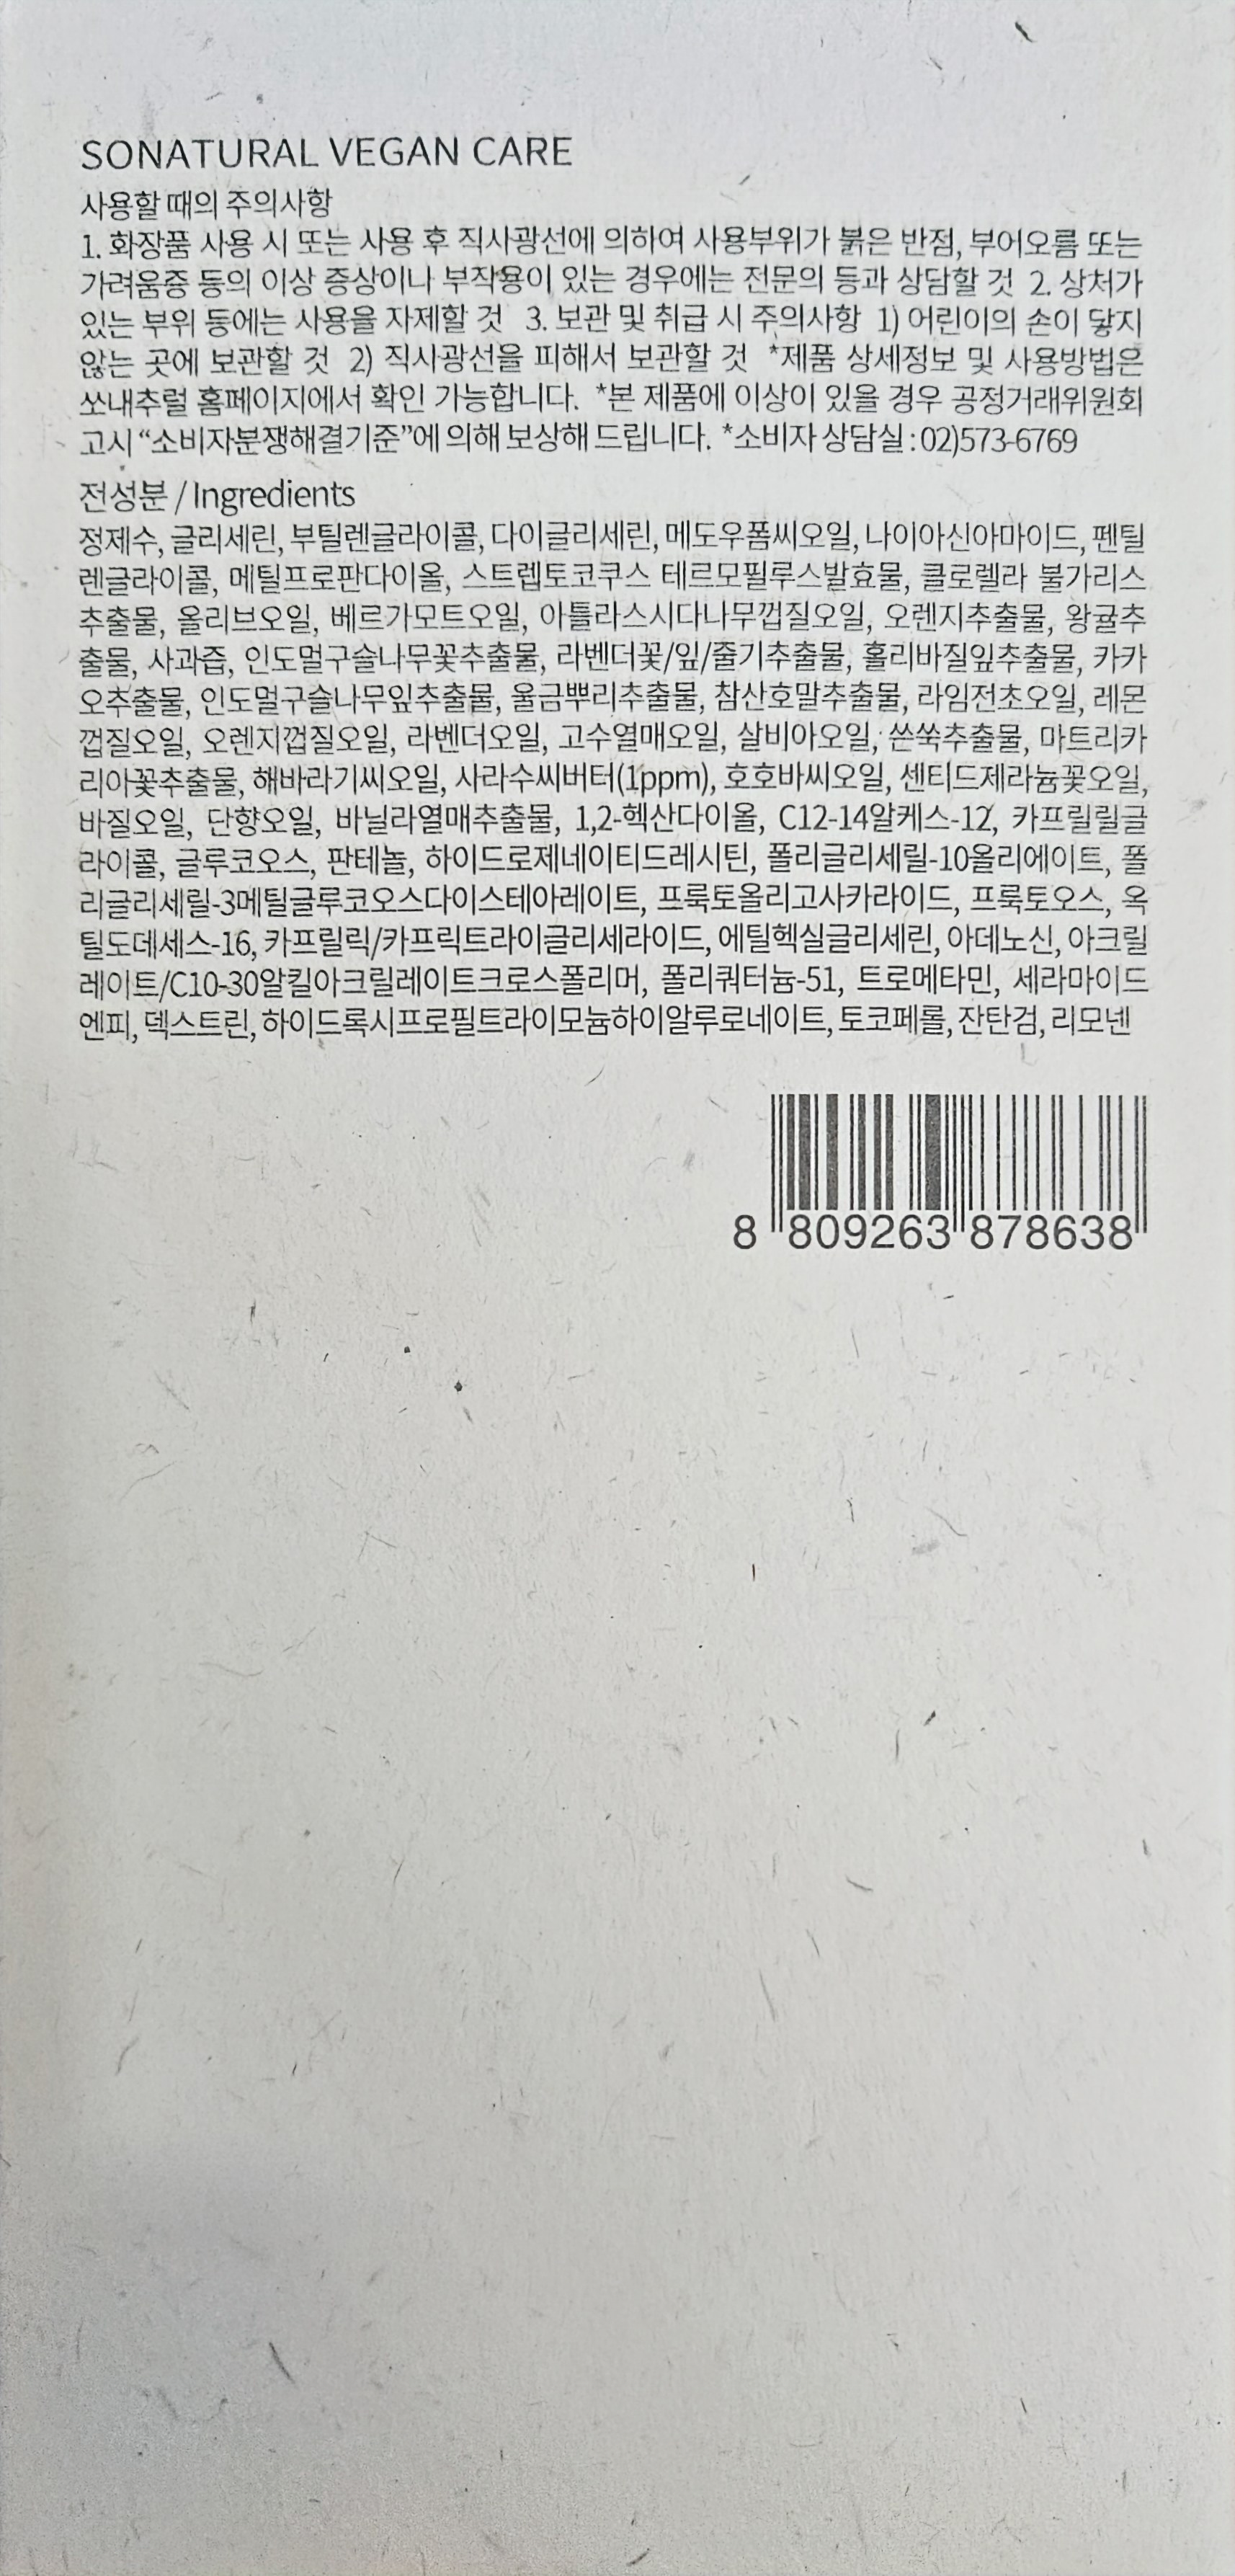 SONATURAL VEGAN CARE
사용할 때의 주의사항
1. 화장품 사용 시 또는 사용 후 직사광선에 의하여 사용부위가 붉은 반점, 부어오름 또는
가려움증 등의 이상 증상이나 부작용이 있는 경우에는 전문의 등과 상담할 것 2. 상처가
있는 부위 등에는 사용을 자제할 것 3. 보관 및 취급 시 주의사항 1) 어린이의 손이 닿지
않는 곳에 보관할 것 2) 직사광선을 피해서 보관할 것 *제품 상세정보 및 사용방법은
쏘내추럴 홈페이지에서 확인 가능합니다. *본 제품에 이상이 있을 경우 공정거래위원회
고시 “소비자분쟁해결기준”에 의해 보상해 드립니다. *소비자 상담실 : 02)573-6769
전성분 / Ingredients
정제수, 글리세린, 부틸렌글라이콜, 다이글리세린, 메도우폼씨오일, 나이아신아마이드, 펜틸
렌글라이콜, 메틸프로판다이올, 스트렙토코쿠스 테르모필루스발효물, 클로렐라 불가리스
추출물, 올리브오일, 베르가모트오일, 아틀라스시다나무껍질오일, 오렌지추출물, 왕귤추
출물, 사과즙, 인도멀구슬나무꽃추출물, 라벤더꽃/잎/줄기추출물, 홀리바질잎추출물, 카카
오추출물, 인도멀구슬나무잎추출물, 울금뿌리추출물, 참산호말추출물, 라임전초오일, 레몬
껍질오일, 오렌지껍질오일, 라벤더오일, 고수열매오일, 살비아오일, 쓴쑥추출물, 마트리카
리아꽃추출물, 해바라기씨오일, 사라수씨버터(1ppm), 호호바씨오일, 센티드제라늄꽃오일,
바질오일, 단향오일, 바닐라열매추출물, 1,2-헥산다이올, C12-14알케스-12, 카프릴릴글
라이콜, 글루코오스, 판테놀, 하이드로제네이티드레시틴, 폴리글리세릴-10올리에이트, 폴
리글리세릴-3메틸글루코오스다이스테아레이트, 프룩토올리고사카라이드, 프룩토오스, 옥
틸도데세스-16, 카프릴릭/카프릭트라이글리세라이드, 에틸헥실글리세린, 아데노신, 아크릴
레이트/C10-30알킬아크릴레이트크로스폴리머, 폴리쿼터늄-51, 트로메타민, 세라마이드
엔피, 덱스트린, 하이드록시프로필트라이모늄하이알루로네이트, 토코페롤, 잔탄검, 리모넨
8 809263 878638